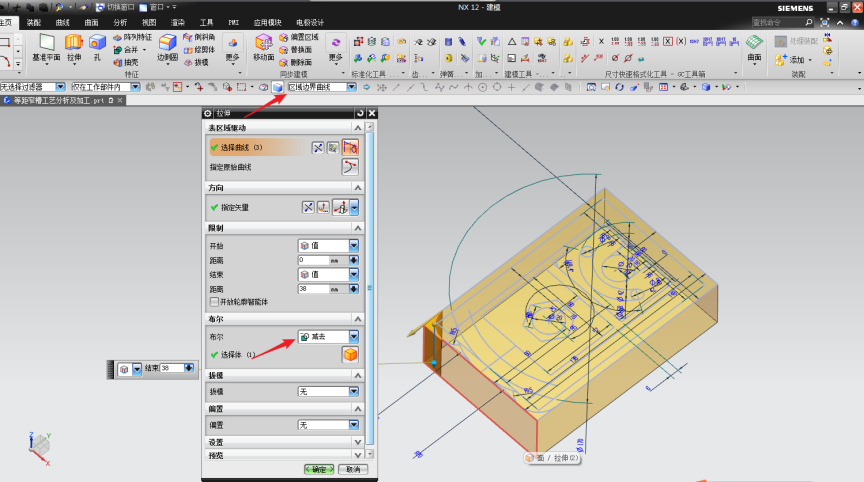 切换窗口 窗口
NX 12 - 建模
SIEMENS
主页 装配 曲线 曲面 分析 视图 渲染 工具 PMI 应用模块 电极设计
查找命令
基准平面 拉伸 孔
阵列特征
合并
抽壳
边倒圆
倒斜角
修剪体
拔模
更多
移动面
偏置区域
替换面
删除面
更多
曲面
处理装配
添加
特征
同步建模
标准化工具...
齿...
弹簧...
加...
建模工具 - ...
尺寸快速格式化工具 - GC工具箱
装配
无选择过滤器 仅在工作部件内 区域边界曲线
等距窄槽工艺分析及加工.prt
拉伸
表区域驱动
选择曲线 (3)
指定原始曲线
方向
指定矢量
限制
开始 值
距离 0 mm
结束 值
距离 38 mm
开放轮廓智能体
布尔
布尔 减去
选择体 (1)
拔模
拔模 无
偏置
偏置 无
设置
预览
<确定> 取消
结束 38
面 / 拉伸(2)
Z
Y
X